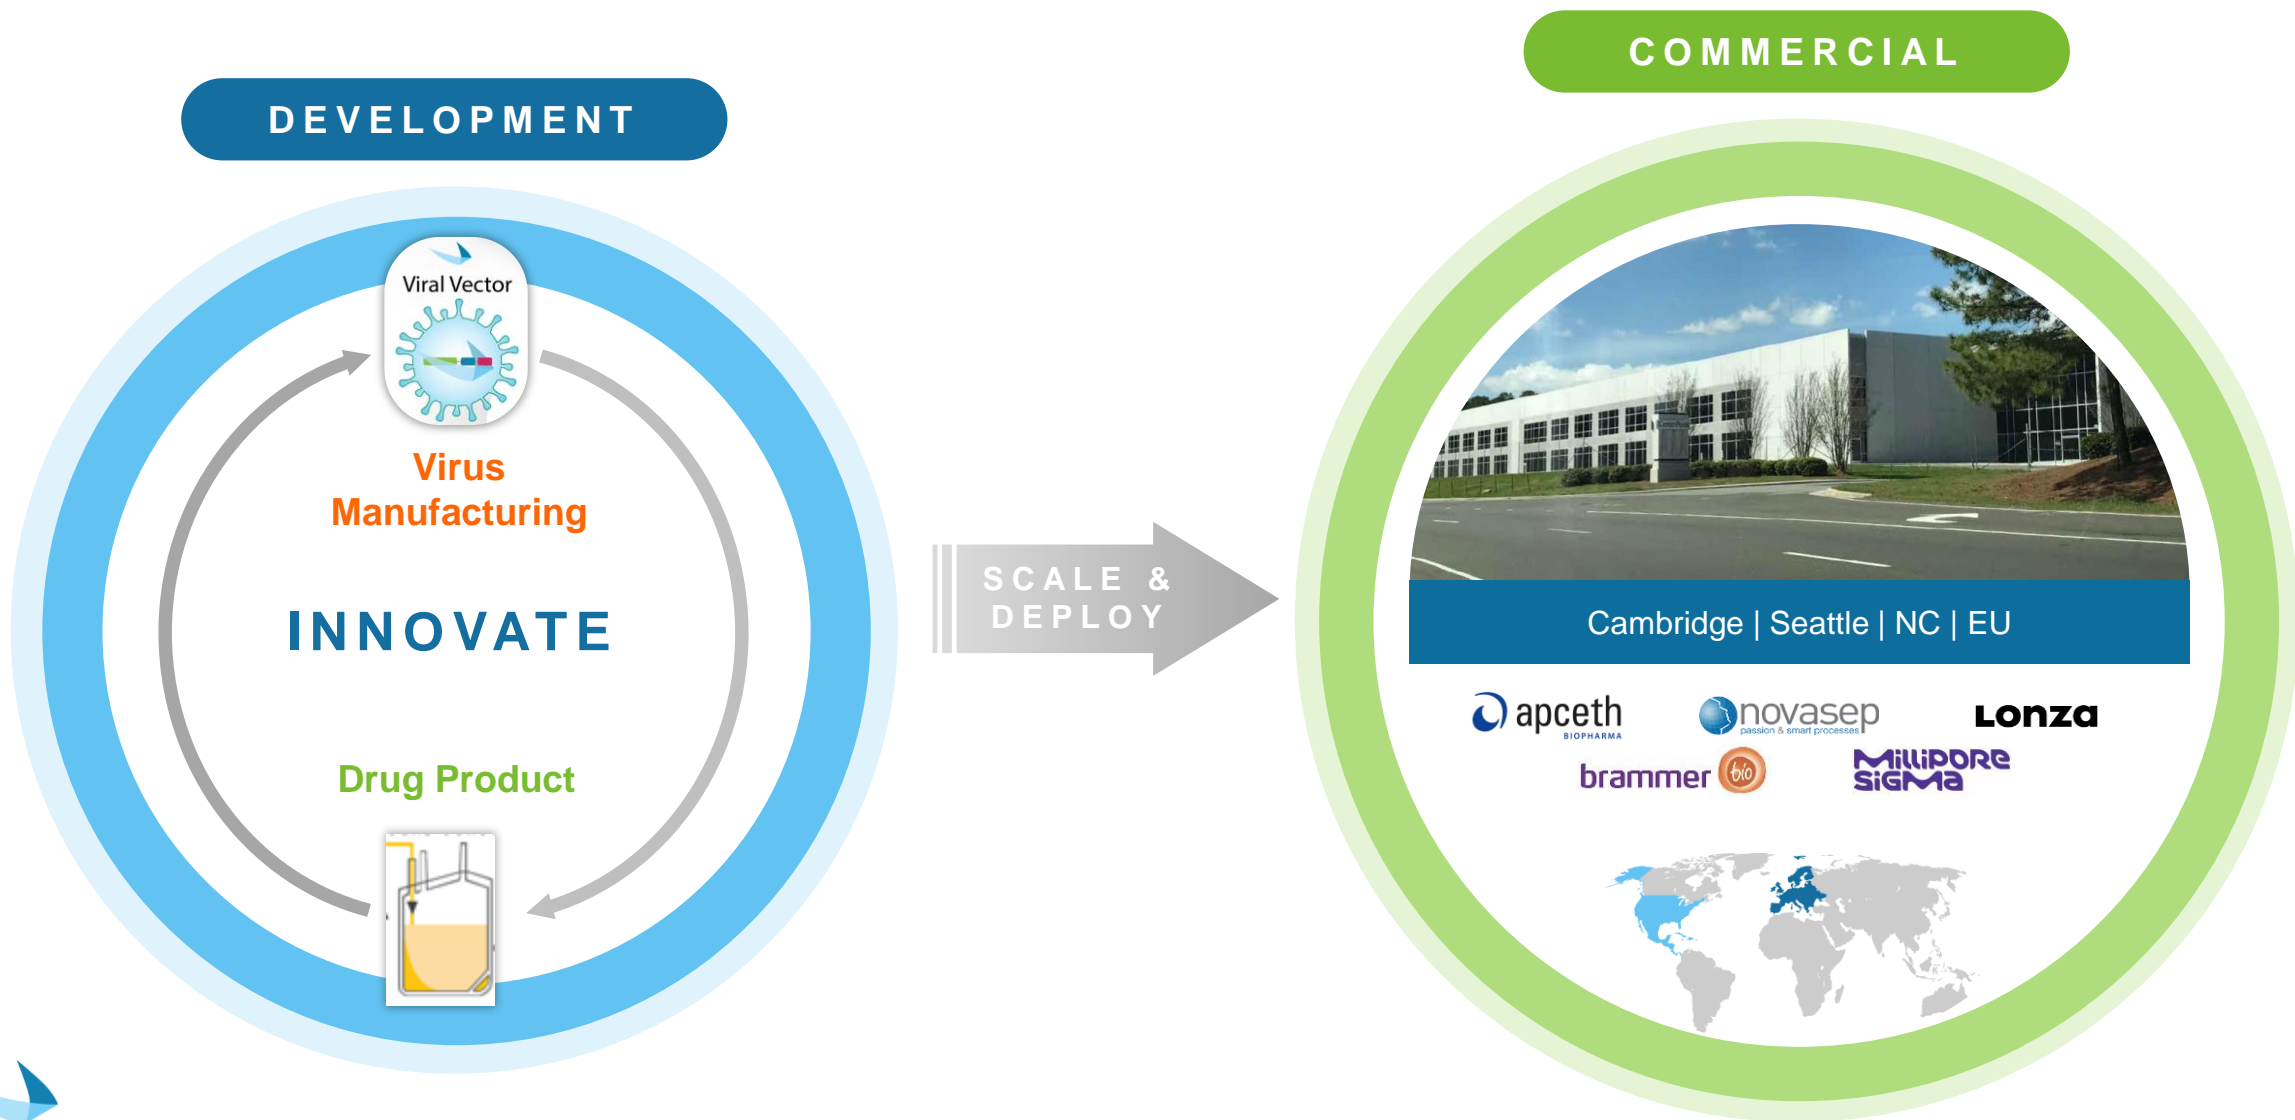 DEVELOPMENT
Viral Vector
Virus
Manufacturing
INNOVATE
Drug Product
SCALE &
DEPLOY
COMMERCIAL
Cambridge | Seattle | NC | EU
apceth
BIOPHARMA
novasep
passion & smart processes
Lonza
brammer bio
MilliPORE
SiGMa